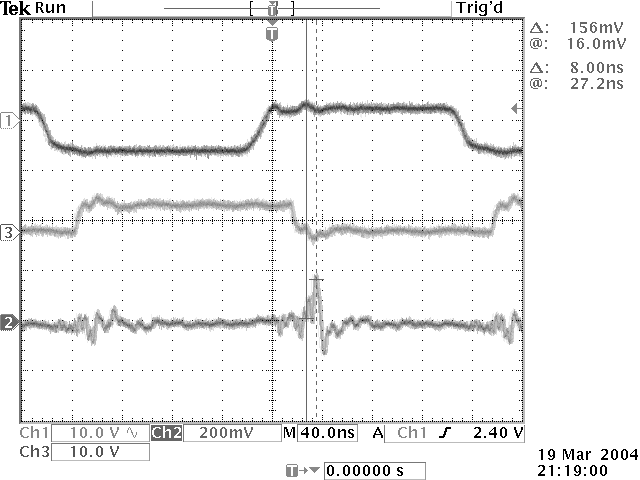 Tek Run Trig'd
T
T
Δ: 156mV
@: 16.0mV
Δ: 8.00ns
@: 27.2ns
1
3
2
Ch1 10.0 V Ch2 200mV M 40.0ns A Ch1 2.40 V
Ch3 10.0 V
T 0.00000 s
19 Mar 2004
21:19:00